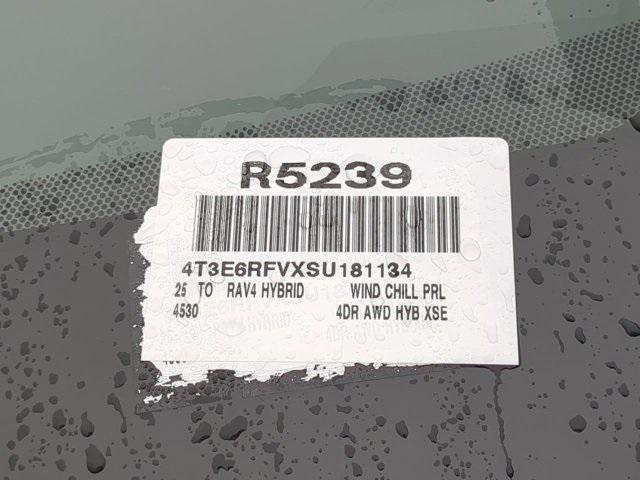 R5239
4T3E6RFVXSU181134
25 TO RAV4 HYBRID WIND CHILL PRL
4530 4DR AWD HYB XSE